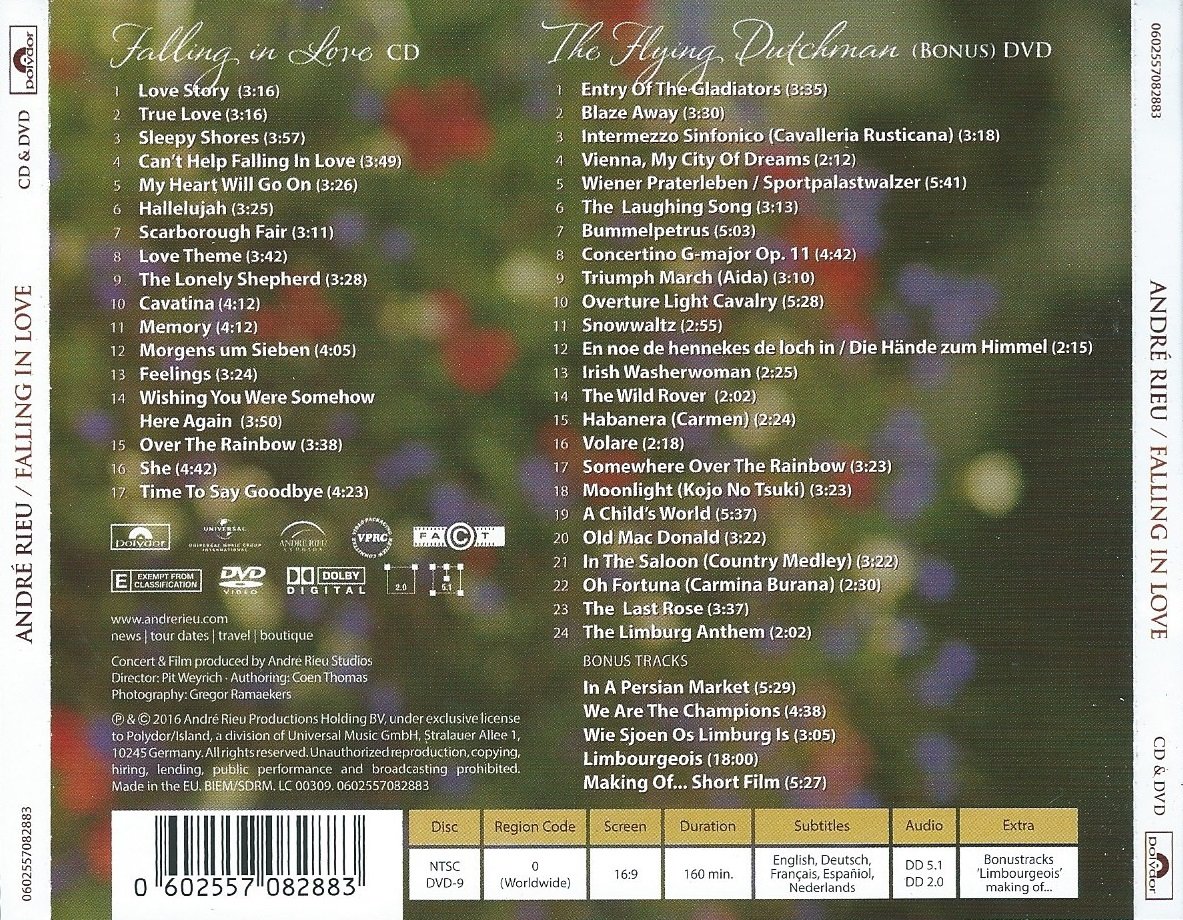 Falling in Love CD
1 Love Story (3:16)
2 True Love (3:16)
3 Sleepy Shores (3:57)
4 Can't Help Falling In Love (3:49)
5 My Heart Will Go On (3:26)
6 Hallelujah (3:25)
7 Scarborough Fair (3:11)
8 Love Theme (3:42)
9 The Lonely Shepherd (3:28)
10 Cavatina (4:12)
11 Memory (4:12)
12 Morgens um Sieben (4:05)
13 Feelings (3:24)
14 Wishing You Were Somehow
Here Again (3:50)
15 Over The Rainbow (3:38)
16 She (4:42)
17 Time To Say Goodbye (4:23)
polydor
UNIVERSAL
UNIVERSAL MUSIC GROUP
INTERNATIONAL
ANDRÉ RIEU
VPRC
FACT
E EXEMPT FROM
CLASSIFICATION
DVD
VIDEO
DOLBY
DIGITAL
2.0
5.1
www.andrerieu.com
news | tour dates | travel | boutique
Concert & Film produced by André Rieu Studios
Director: Pit Weyrich · Authoring: Coen Thomas
Photography: Gregor Ramaekers
℗ & © 2016 André Rieu Productions Holding BV, under exclusive license
to Polydor/Island, a division of Universal Music GmbH, Stralauer Allee 1,
10245 Germany. All rights reserved. Unauthorized reproduction, copying,
hiring, lending, public performance and broadcasting prohibited.
Made in the EU. BIEM/SDRM. LC 00309. 0602557082883
0 602557 082883
The Flying Dutchman (BONUS) DVD
1 Entry Of The Gladiators (3:35)
2 Blaze Away (3:30)
3 Intermezzo Sinfonico (Cavalleria Rusticana) (3:18)
4 Vienna, My City Of Dreams (2:12)
5 Wiener Praterleben / Sportpalastwalzer (5:41)
6 The Laughing Song (3:13)
7 Bummelpetrus (5:03)
8 Concertino G-major Op. 11 (4:42)
9 Triumph March (Aida) (3:10)
10 Overture Light Cavalry (5:28)
11 Snowwaltz (2:55)
12 En noe de hennekes de loch in / Die Hände zum Himmel (2:15)
13 Irish Washerwoman (2:25)
14 The Wild Rover (2:02)
15 Habanera (Carmen) (2:24)
16 Volare (2:18)
17 Somewhere Over The Rainbow (3:23)
18 Moonlight (Kojo No Tsuki) (3:23)
19 A Child's World (5:37)
20 Old Mac Donald (3:22)
21 In The Saloon (Country Medley) (3:22)
22 Oh Fortuna (Carmina Burana) (2:30)
23 The Last Rose (3:37)
24 The Limburg Anthem (2:02)
BONUS TRACKS
In A Persian Market (5:29)
We Are The Champions (4:38)
Wie Sjoen Os Limburg Is (3:05)
Limbourgeois (18:00)
Making Of... Short Film (5:27)
Disc Region Code Screen Duration Subtitles Audio Extra
NTSC
DVD-9
0
(Worldwide)
16:9
160 min.
English, Deutsch,
Français, Español,
Nederlands
DD 5.1
DD 2.0
Bonustracks
'Limbourgeois'
making of...
polydor
CD & DVD
ANDRÉ RIEU / FALLING IN LOVE
0602557082883
0602557082883
ANDRÉ RIEU / FALLING IN LOVE
CD & DVD
polydor